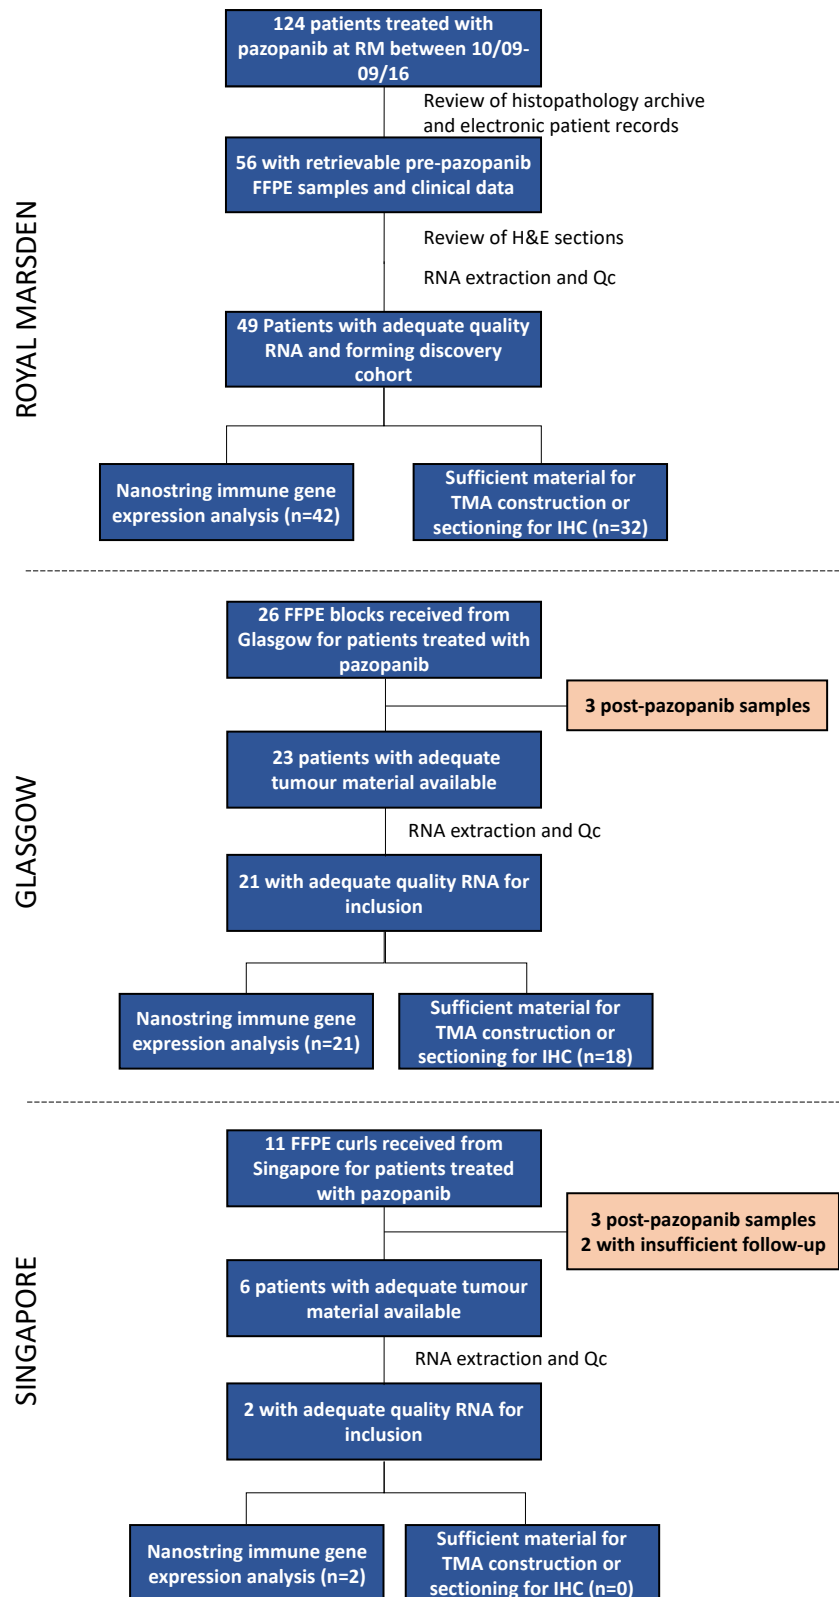 ROYAL MARSDEN
124 patients treated with
pazopanib at RM between 10/09-
09/16
Review of histopathology archive
and electronic patient records
56 with retrievable pre-pazopanib
FFPE samples and clinical data
Review of H&E sections
RNA extraction and Qc
49 Patients with adequate quality
RNA and forming discovery
cohort
Nanostring immune gene
expression analysis (n=42)
Sufficient material for
TMA construction or
sectioning for IHC (n=32)
GLASGOW
26 FFPE blocks received from
Glasgow for patients treated with
pazopanib
3 post-pazopanib samples
23 patients with adequate
tumour material available
RNA extraction and Qc
21 with adequate quality RNA for
inclusion
Nanostring immune gene
expression analysis (n=21)
Sufficient material for
TMA construction or
sectioning for IHC (n=18)
SINGAPORE
11 FFPE curls received from
Singapore for patients treated
with pazopanib
3 post-pazopanib samples
2 with insufficient follow-up
6 patients with adequate tumour
material available
RNA extraction and Qc
2 with adequate quality RNA for
inclusion
Nanostring immune gene
expression analysis (n=2)
Sufficient material for
TMA construction or
sectioning for IHC (n=0)